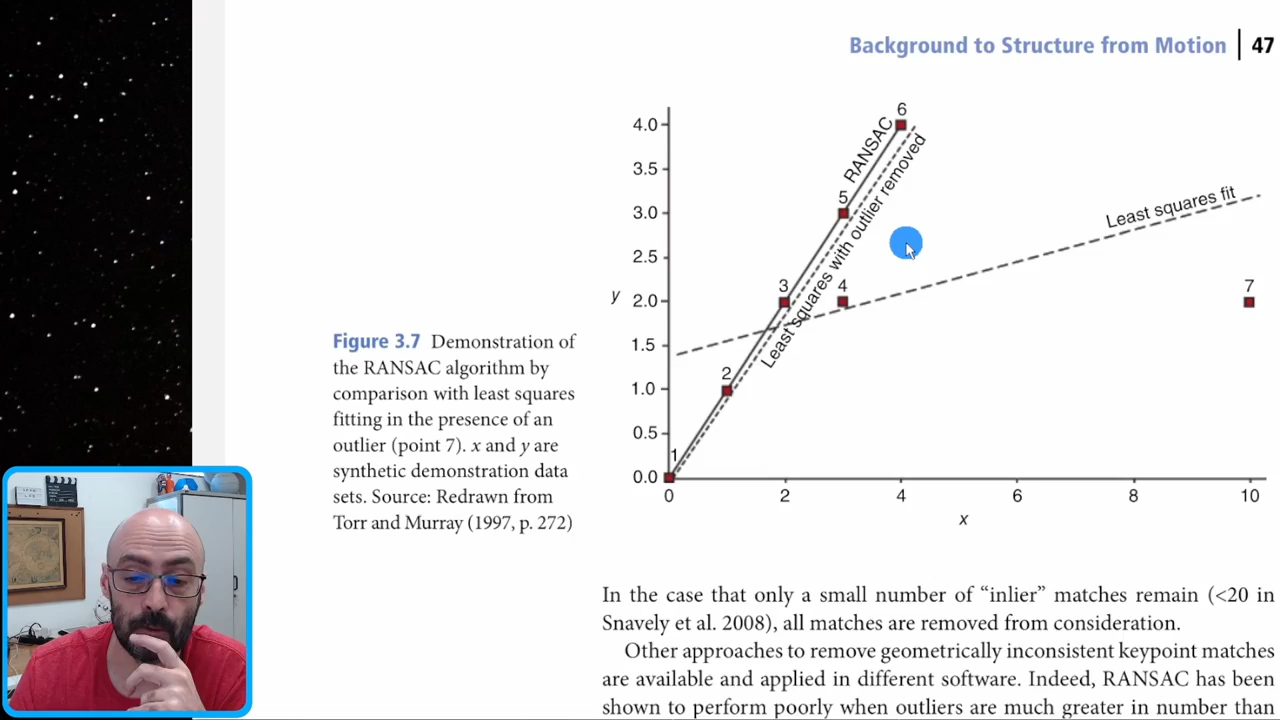 Background to Structure from Motion | 47
6
4.0
RANSAC
3.5
Least squares with outlier removed
5
3.0
Least squares fit
2.5
3
4
7
y
2.0
1.5
2
1.0
0.5
1
0.0
0 2 4 6 8 10
x
Figure 3.7 Demonstration of
the RANSAC algorithm by
comparison with least squares
fitting in the presence of an
outlier (point 7). x and y are
synthetic demonstration data
sets. Source: Redrawn from
Torr and Murray (1997, p. 272)
In the case that only a small number of “inlier” matches remain (<20 in
Snavely et al. 2008), all matches are removed from consideration.
Other approaches to remove geometrically inconsistent keypoint matches
are available and applied in different software. Indeed, RANSAC has been
shown to perform poorly when outliers are much greater in number than